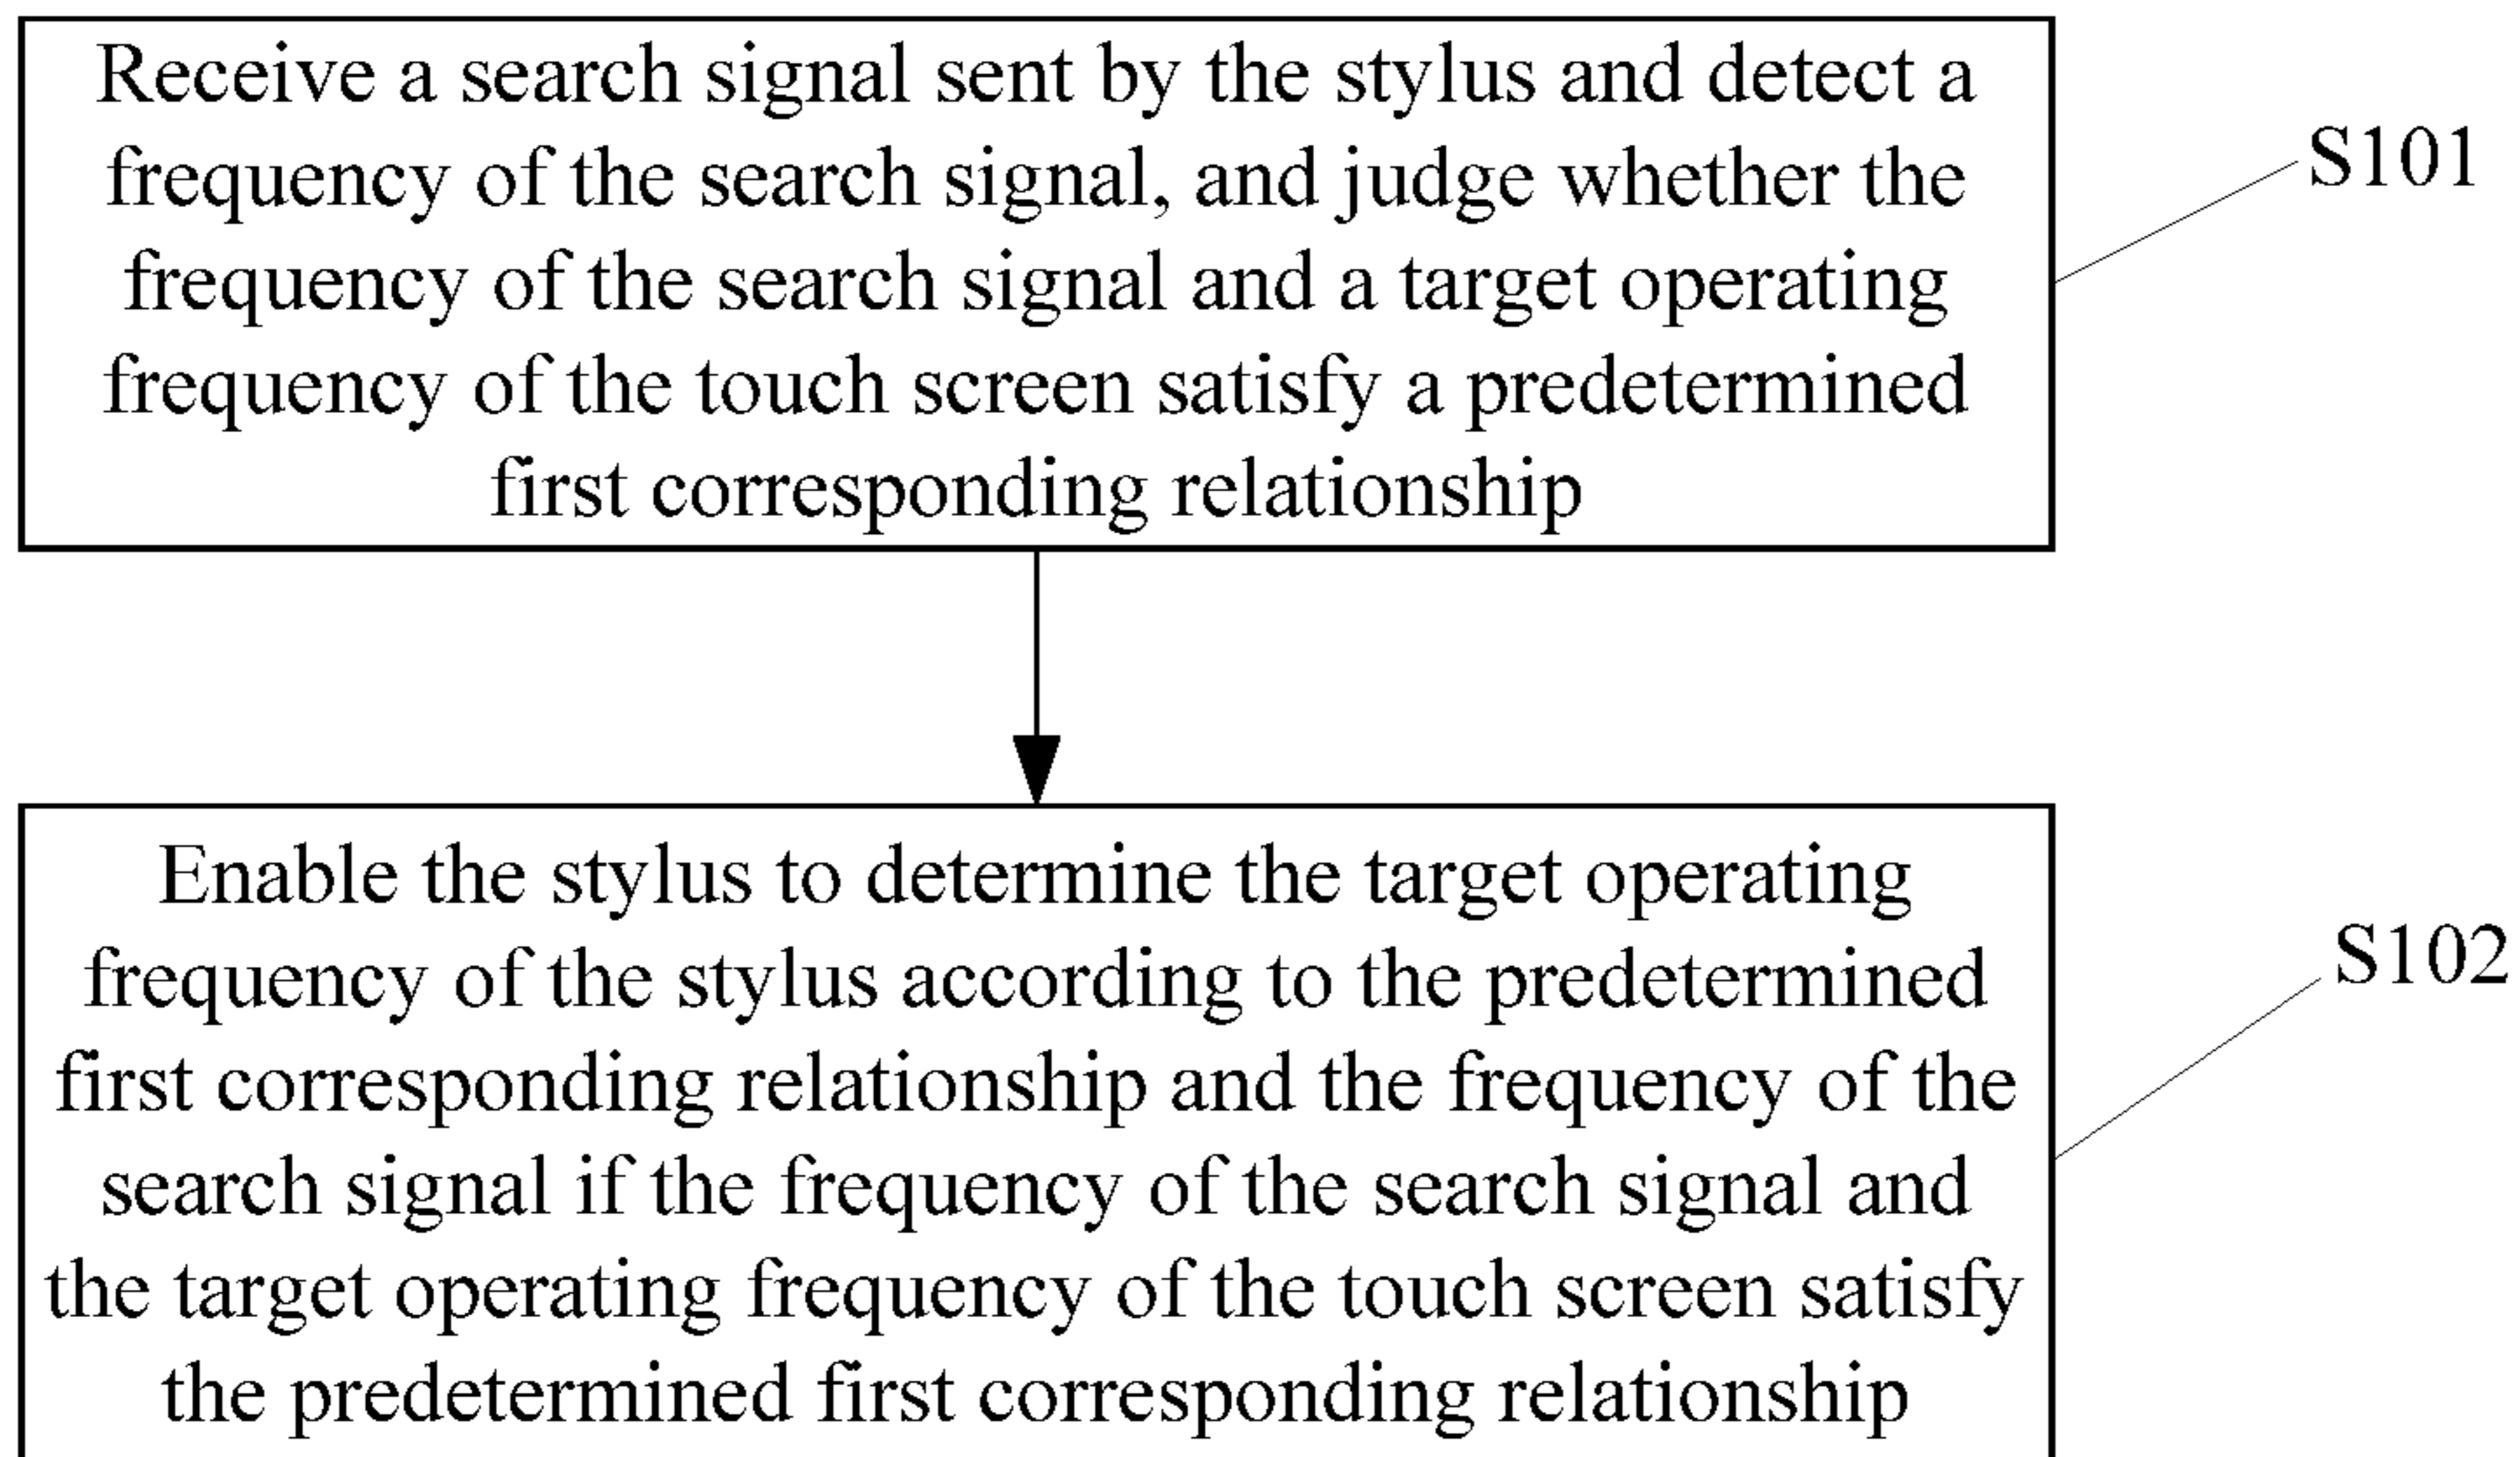 Receive a search signal sent by the stylus and detect a
frequency of the search signal, and judge whether the
frequency of the search signal and a target operating
frequency of the touch screen satisfy a predetermined
first corresponding relationship
S101
Enable the stylus to determine the target operating
frequency of the stylus according to the predetermined
first corresponding relationship and the frequency of the
search signal if the frequency of the search signal and
the target operating frequency of the touch screen satisfy
the predetermined first corresponding relationship
S102